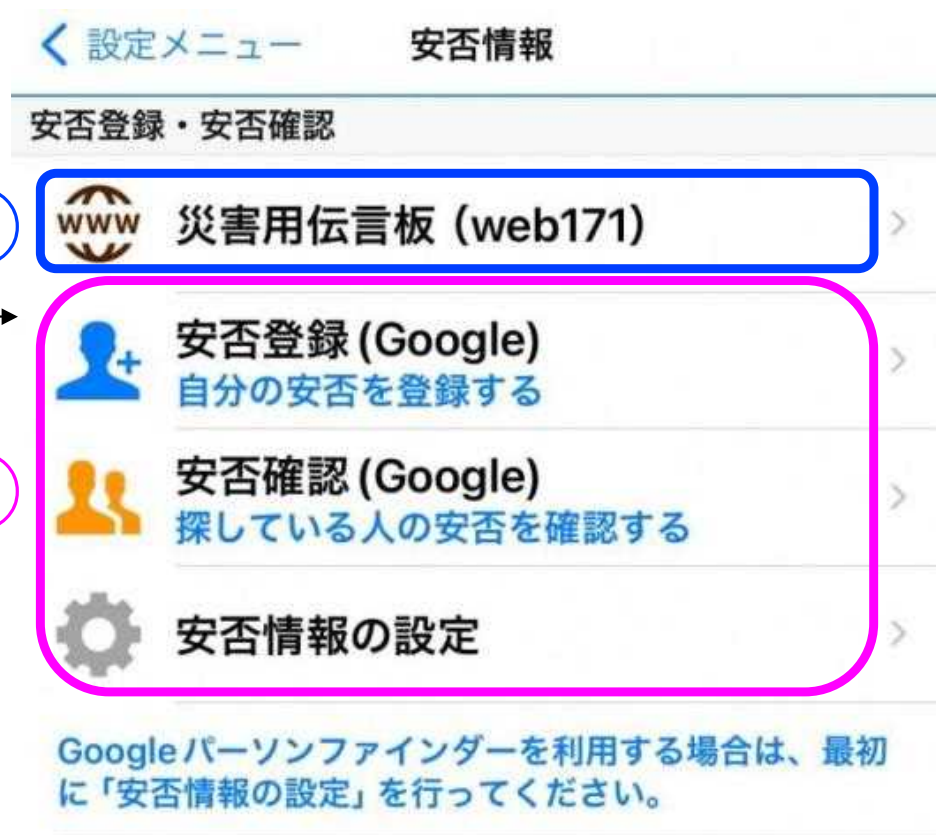 設定メニュー 安否情報
安否登録・安否確認
www 災害用伝言板（web171）
安否登録 (Google)
自分の安否を登録する
安否確認 (Google)
探している人の安否を確認する
安否情報の設定
Googleパーソンファインダーを利用する場合は、最初
に「安否情報の設定」を行ってください。